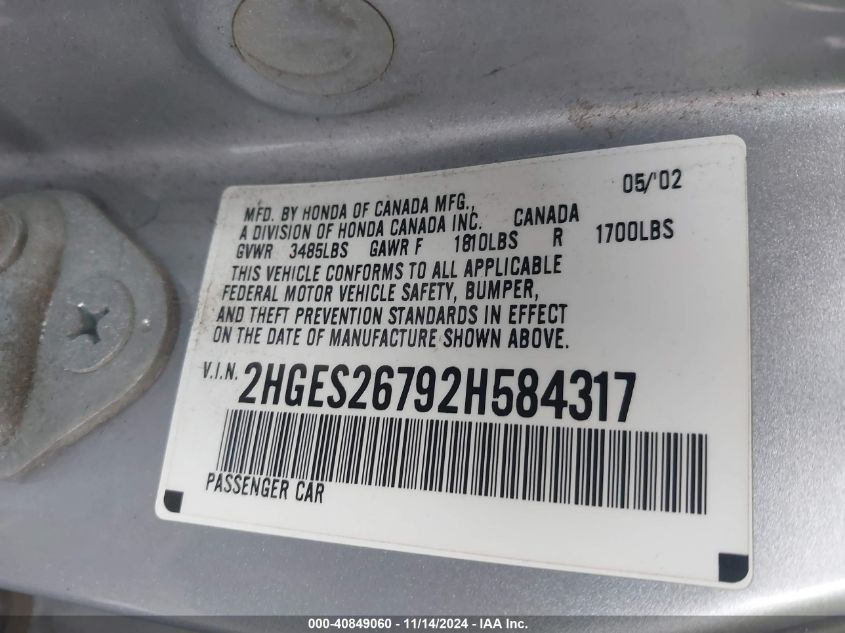 05/'02
MFD. BY HONDA OF CANADA MFG.,
A DIVISION OF HONDA CANADA INC. CANADA
GVWR 3485LBS GAWR F 1810LBS R 1700LBS
THIS VEHICLE CONFORMS TO ALL APPLICABLE
FEDERAL MOTOR VEHICLE SAFETY, BUMPER,
AND THEFT PREVENTION STANDARDS IN EFFECT
ON THE DATE OF MANUFACTURE SHOWN ABOVE.
V.I.N. 2HGES26792H584317
PASSENGER CAR
000-40849060 - 11/14/2024 - IAA Inc.